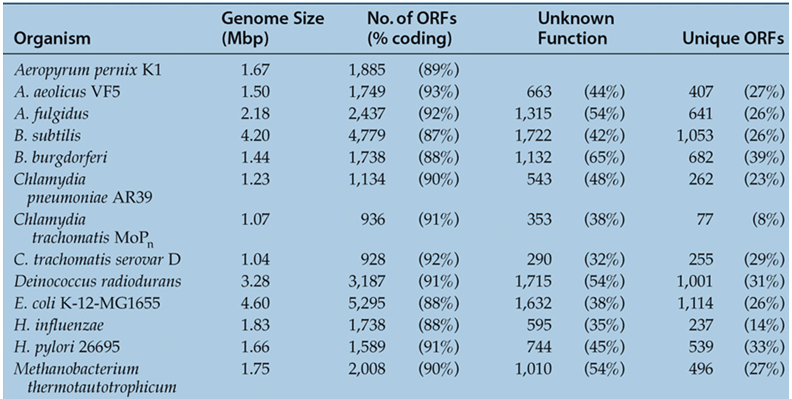 Genome Size No. of ORFs Unknown
Organism (Mbp) (% coding) Function Unique ORFs
Aeropyrum pernix K1 1.67 1,885 (89%)
A. aeolicus VF5 1.50 1,749 (93%) 663 (44%) 407 (27%)
A. fulgidus 2.18 2,437 (92%) 1,315 (54%) 641 (26%)
B. subtilis 4.20 4,779 (87%) 1,722 (42%) 1,053 (26%)
B. burgdorferi 1.44 1,738 (88%) 1,132 (65%) 682 (39%)
Chlamydia 1.23 1,134 (90%) 543 (48%) 262 (23%)
pneumoniae AR39
Chlamydia 1.07 936 (91%) 353 (38%) 77 (8%)
trachomatis MoPn
C. trachomatis serovar D 1.04 928 (92%) 290 (32%) 255 (29%)
Deinococcus radiodurans 3.28 3,187 (91%) 1,715 (54%) 1,001 (31%)
E. coli K-12-MG1655 4.60 5,295 (88%) 1,632 (38%) 1,114 (26%)
H. influenzae 1.83 1,738 (88%) 595 (35%) 237 (14%)
H. pylori 26695 1.66 1,589 (91%) 744 (45%) 539 (33%)
Methanobacterium 1.75 2,008 (90%) 1,010 (54%) 496 (27%)
thermotautotrophicum